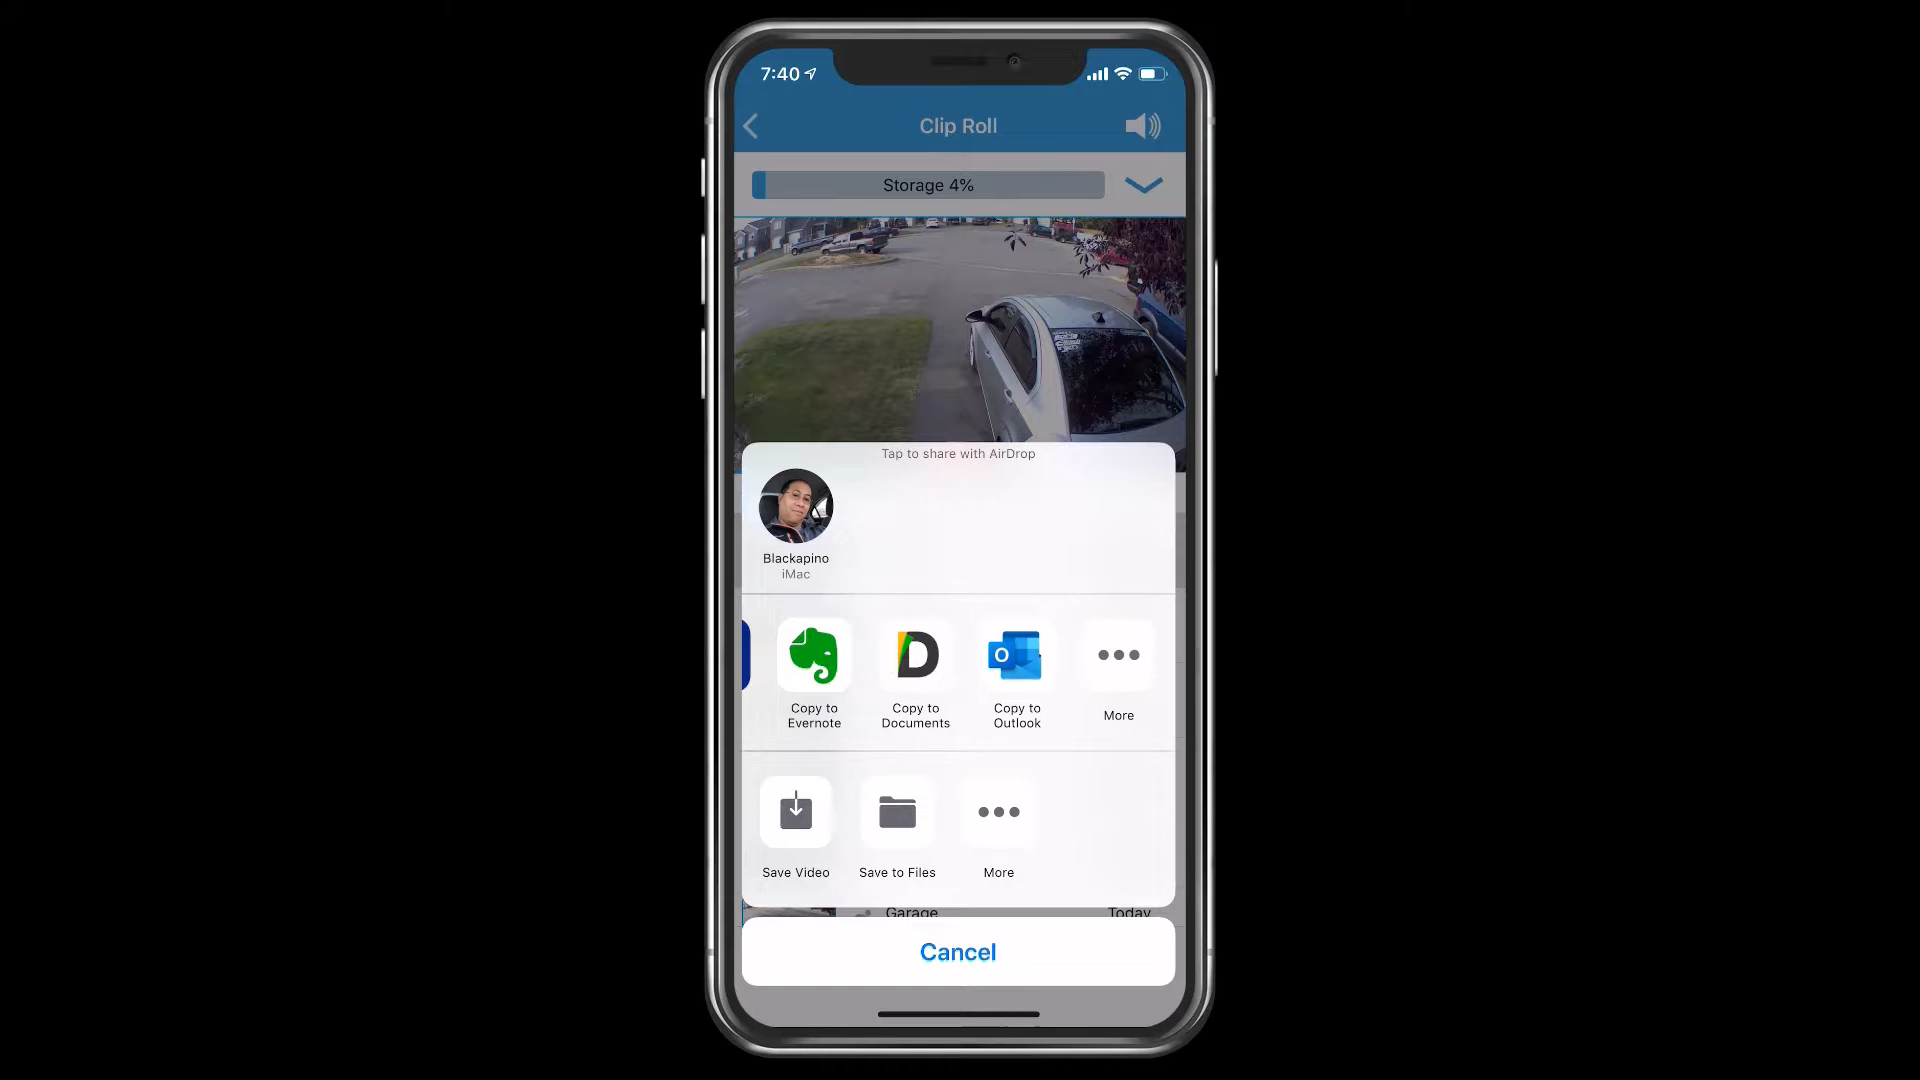 7:40
Clip Roll
Storage 4%
Tap to share with AirDrop
Blackapino
iMac
Copy to
Evernote
Copy to
Documents
Copy to
Outlook
More
Save Video
Save to Files
More
Garage
Today
Cancel